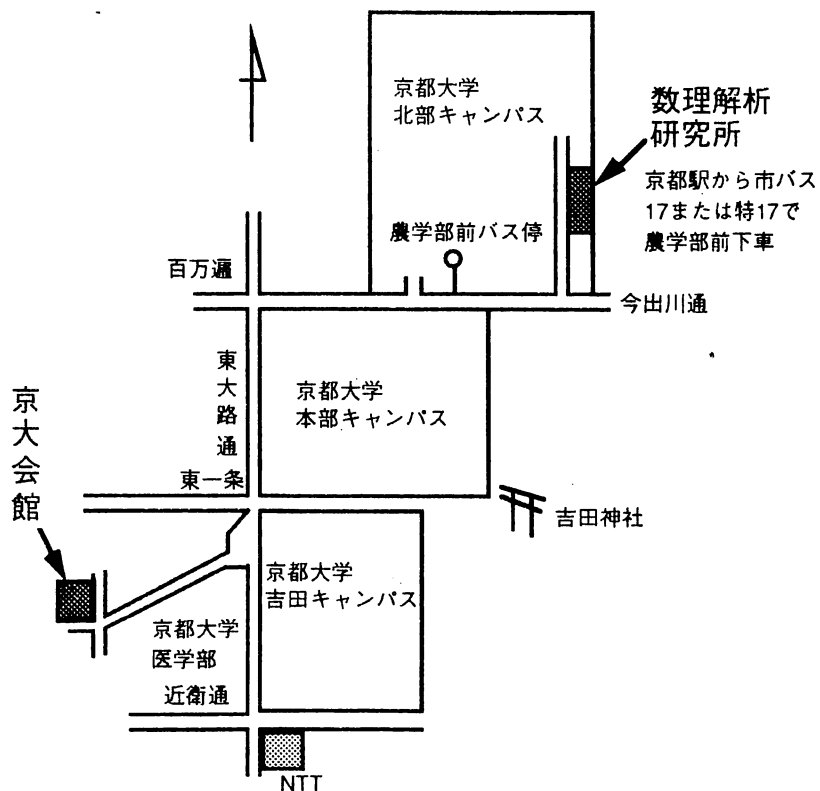 京都大学
北部キャンパス
数理解析
研究所
京都駅から市バス
17または特17で
農学部前下車
農学部前バス停
百万遍
今出川通
東大路通
京都大学
本部キャンパス
京大会館
東一条
吉田神社
京都大学
吉田キャンパス
京都大学
医学部
近衛通
NTT